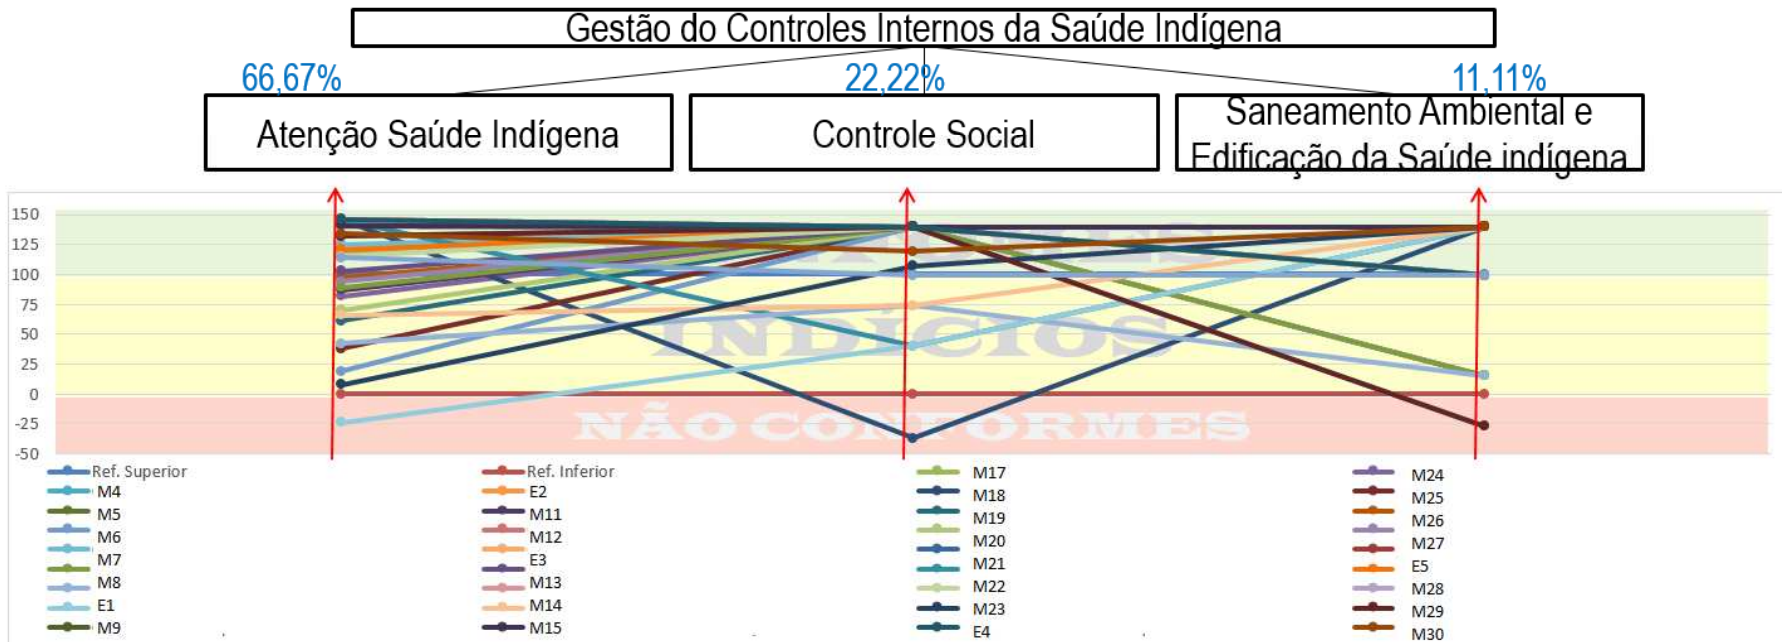 Gestão do Controles Internos da Saúde Indígena
66,67%
22,22%
11,11%
Atenção Saúde Indígena
Controle Social
Saneamento Ambiental e
Edificação da Saúde indígena
150
125
100
75
50
25
0
-25
-50
INDÍCIOS
NÃO CONFORMES
Ref. Superior
M4
M5
M6
M7
M8
E1
M9
Ref. Inferior
E2
M11
M12
E3
M13
M14
M15
M17
M18
M19
M20
M21
M22
M23
E4
M24
M25
M26
M27
E5
M28
M29
M30